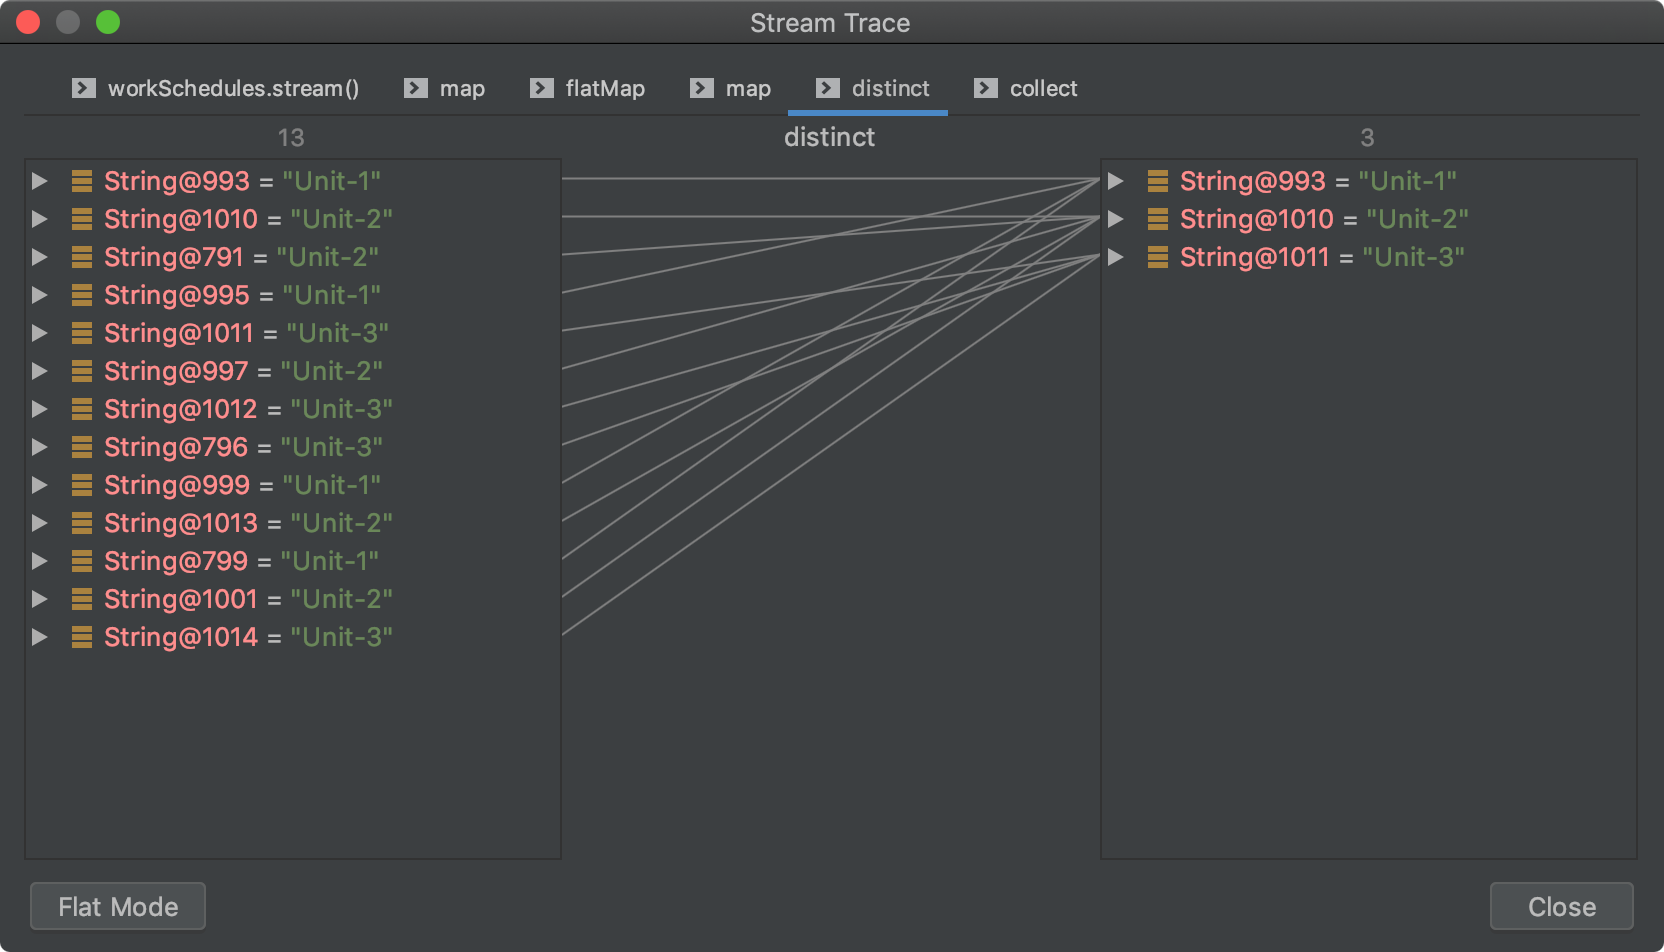 Stream Trace
workSchedules.stream() map flatMap map distinct collect
13 distinct 3
String@993 = "Unit-1"
String@1010 = "Unit-2"
String@791 = "Unit-2"
String@995 = "Unit-1"
String@1011 = "Unit-3"
String@997 = "Unit-2"
String@1012 = "Unit-3"
String@796 = "Unit-3"
String@999 = "Unit-1"
String@1013 = "Unit-2"
String@799 = "Unit-1"
String@1001 = "Unit-2"
String@1014 = "Unit-3"
String@993 = "Unit-1"
String@1010 = "Unit-2"
String@1011 = "Unit-3"
Flat Mode
Close